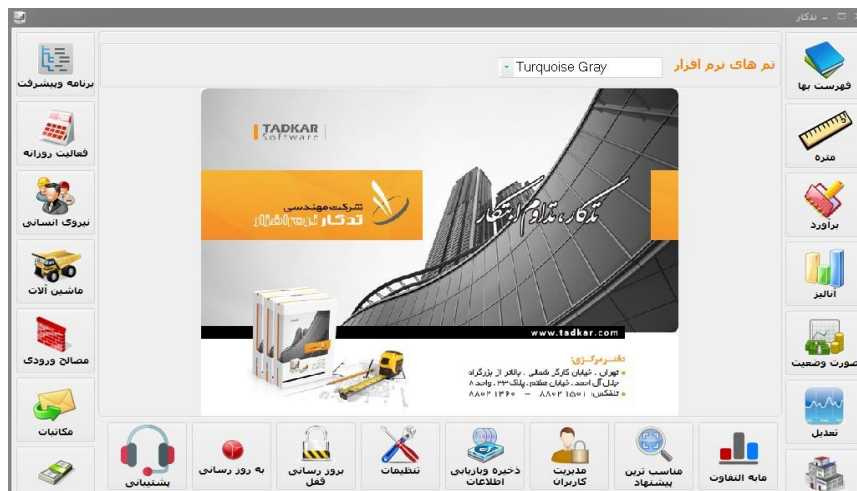 تدکار -
تم های نرم افزار
Turquoise Gray
فهرست بها
متره
برآورد
آنالیز
صورت وضعیت
تعدیل
برنامه وپیشرفت
فعالیت روزانه
نیروی انسانی
ماشین آلات
مصالح ورودی
مکاتبات
TADKAR
Software
شرکت مهندسی
تدکار نرم افزار
تدکار، تداوم ابتکار
www.tadkar.com
دفتـر مرکـزی:
تهران . خیابان کارگر شمالی . بالاتر از بزرگراه
جلال آل احمد . خیابان هفتم . پلاک ۲۳ . واحد ۸
تلفکس: ۸۸۰۲۱۵۰۱ - ۸۸۰۲۱۳۶۰
مابه التفاوت
مناسب ترین
پیشنهاد
مدیریت
کاربران
ذخیره وبازیابی
اطلاعات
تنظیمات
بروز رسانی
قفل
به روز رسانی
پشتیبانی